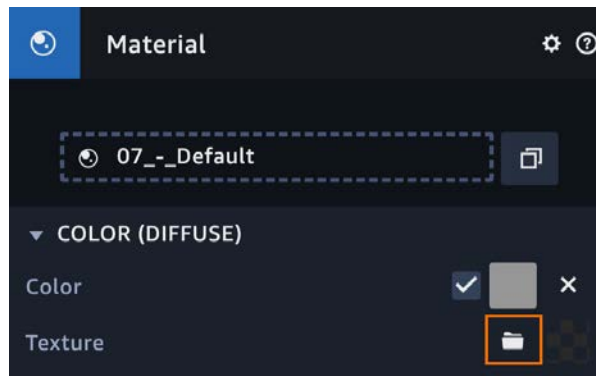 Material
07_-_Default
COLOR (DIFFUSE)
Color
Texture